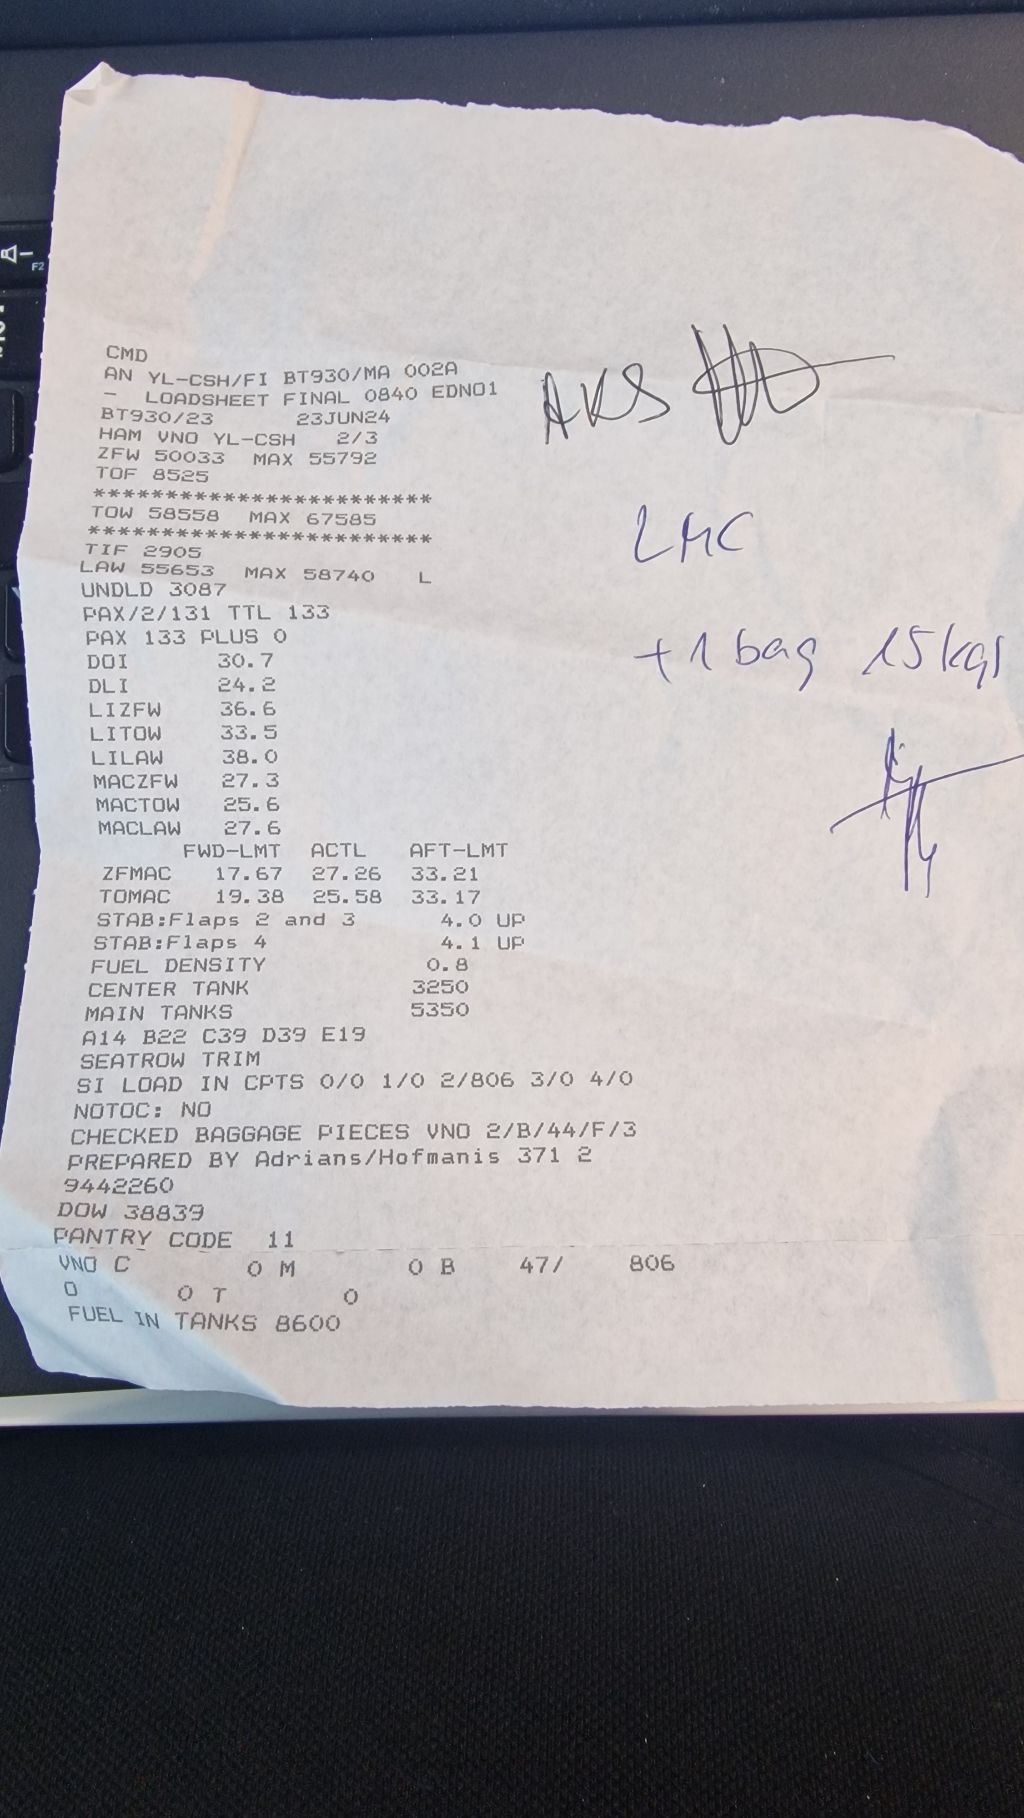 CMD
AN YL-CSH/FI BT930/MA 002A
- LOADSHEET FINAL 0840 EDNO1
BT930/23 23JUN24
HAM VNO YL-CSH 2/3
ZFW 50033 MAX 55792
TOF 8525
************************
TOW 58558 MAX 67585
************************
TIF 2905
LAW 55653 MAX 58740 L
UNDLD 3087
PAX/2/131 TTL 133
PAX 133 PLUS 0
DOI 30.7
DLI 24.2
LIZFW 36.6
LITOW 33.5
LILAW 38.0
MACZFW 27.3
MACTOW 25.6
MACLAW 27.6
FWD-LMT ACTL AFT-LMT
ZFMAC 17.67 27.26 33.21
TOMAC 19.38 25.58 33.17
STAB:Flaps 2 and 3 4.0 UP
STAB:Flaps 4 4.1 UP
FUEL DENSITY 0.8
CENTER TANK 3250
MAIN TANKS 5350
A14 B22 C39 D39 E19
SEATROW TRIM
SI LOAD IN CPTS 0/0 1/0 2/806 3/0 4/0
NOTOC: NO
CHECKED BAGGAGE PIECES VNO 2/B/44/F/3
PREPARED BY Adrians/Hofmanis 371 2
9442260
DOW 38839
PANTRY CODE 11
VNO C 0 M 0 B 47/ 806
O 0 T 0
FUEL IN TANKS 8600
AKS
LMC
+1 bag 15kgs
F2